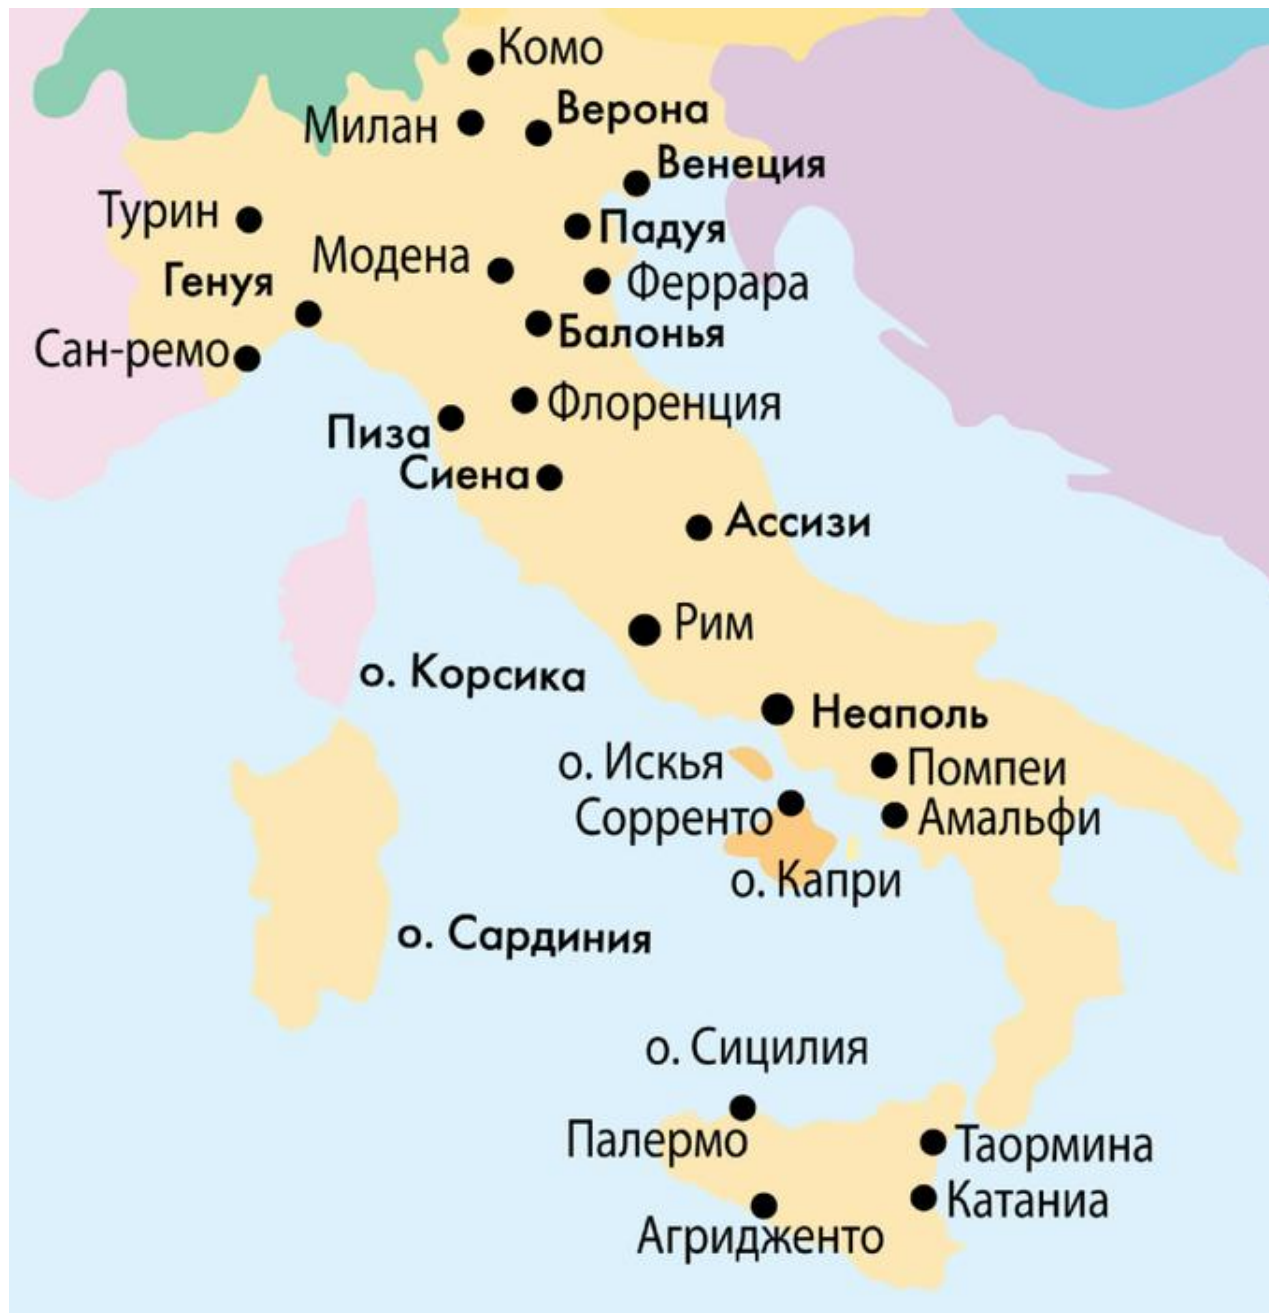 Комо
Верона
Милан
Венеция
Турин
Падуя
Модена
Генуя
Феррара
Балонья
Сан-ремо
Флоренция
Пиза
Сиена
Ассизи
Рим
о. Корсика
Неаполь
о. Искья
Помпеи
Сорренто
Амальфи
о. Капри
о. Сардиния
о. Сицилия
Палермо
Таормина
Катаниа
Агридженто